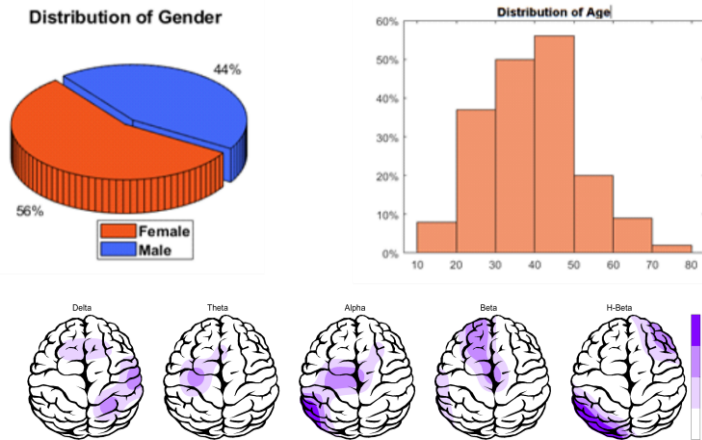 Distribution of Gender
44%
56%
Female
Male
Distribution of Age
60%
50%
40%
30%
20%
10%
0%
10 20 30 40 50 60 70 80
Delta Theta Alpha Beta H-Beta